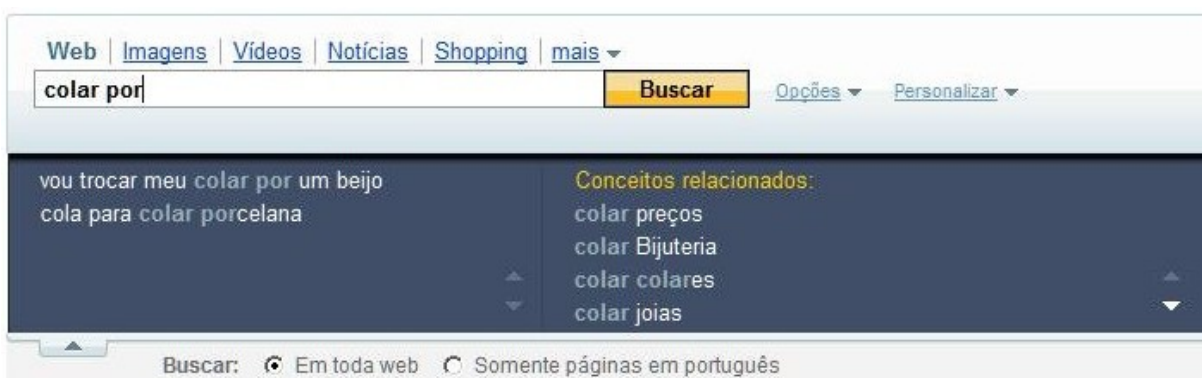 Web | Imagens | Vídeos | Notícias | Shopping | mais
colar por Buscar Opções Personalizar
vou trocar meu colar por um beijo
cola para colar porcelana
Conceitos relacionados:
colar preços
colar Bijuteria
colar colares
colar joias
Buscar: Em toda web Somente páginas em português